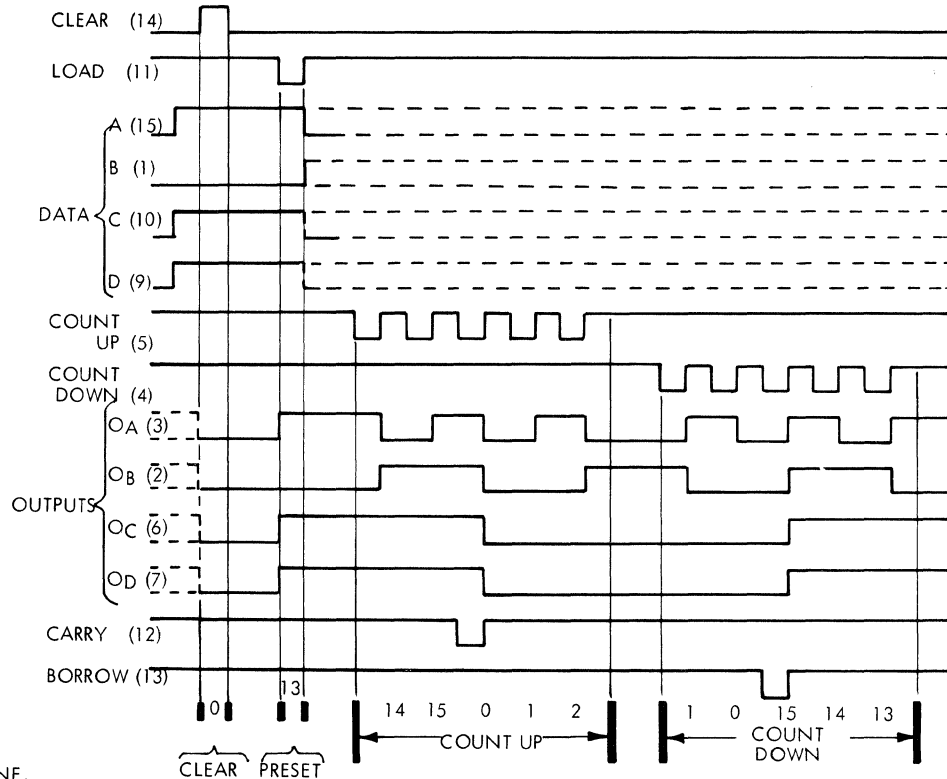 CLEAR (14)
LOAD (11)
A (15)
B (1)
DATA C (10)
D (9)
COUNT
UP (5)
COUNT
DOWN (4)
OA (3)
OB (2)
OUTPUTS
OC (6)
OD (7)
CARRY (12)
BORROW (13)
0 13 14 15 0 1 2 1 0 15 14 13
COUNT UP COUNT
DOWN
CLEAR PRESET
NE.